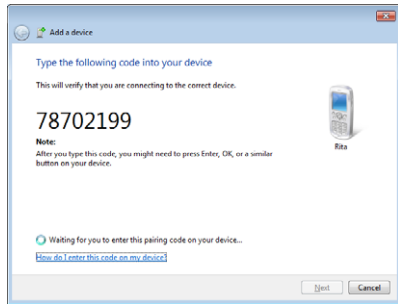 Add a device
Type the following code into your device
This will verify that you are connecting to the correct device.
78702199
Note:
After you type this code, you might need to press Enter, OK, or a similar
button on your device.
Rita
Waiting for you to enter this pairing code on your device...
How do I enter this code on my device?
Next
Cancel